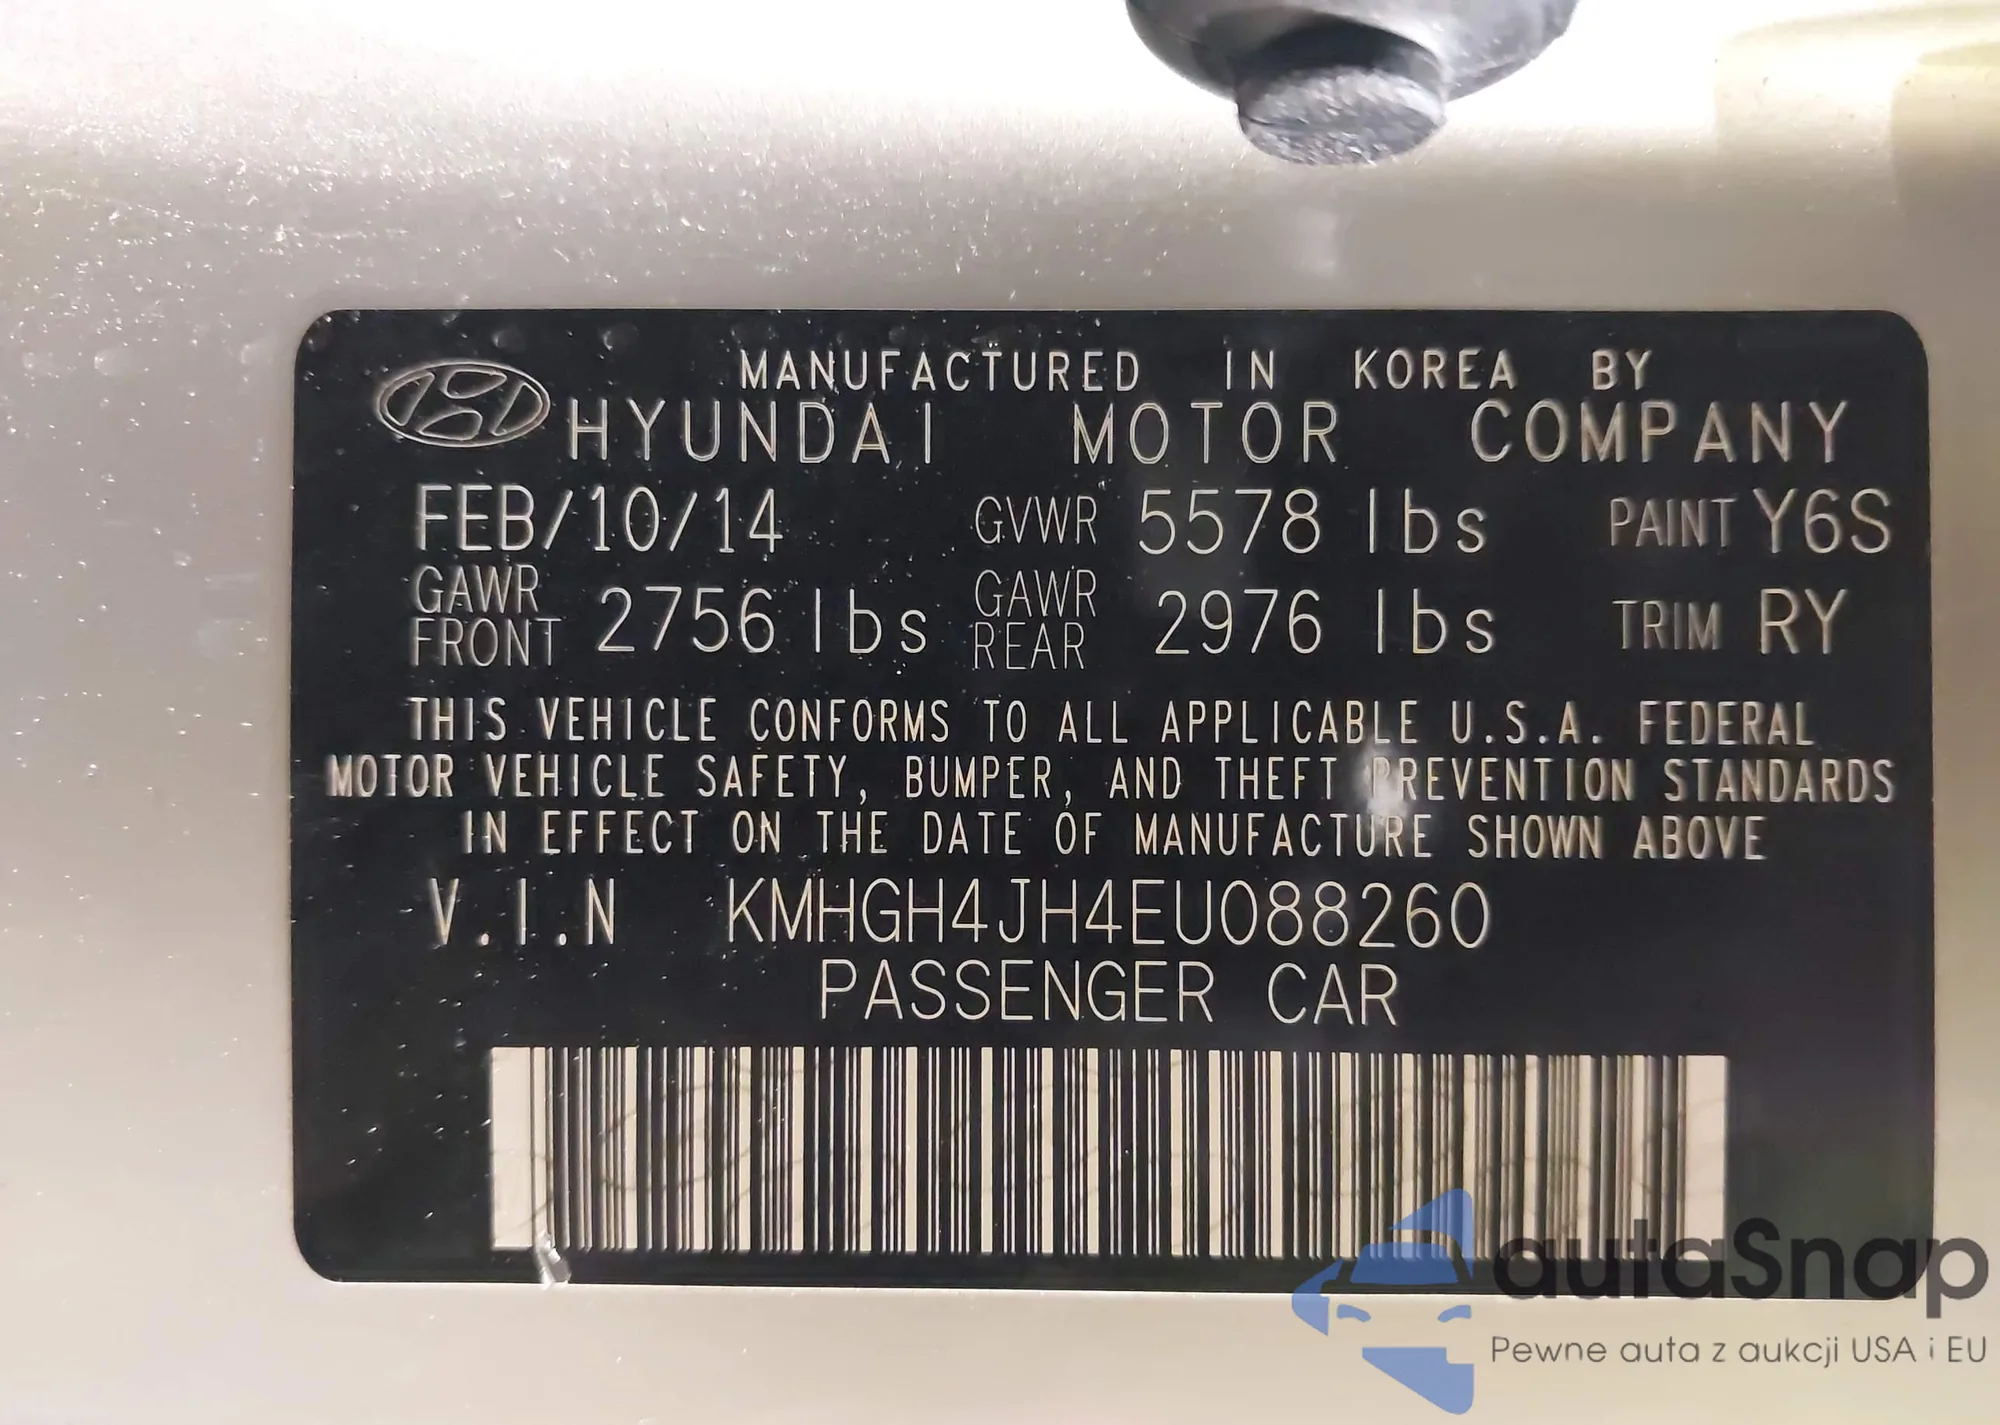 MANUFACTURED IN KOREA BY
HYUNDAI MOTOR COMPANY
FEB/10/14 GVWR 5578 lbs PAINT Y6S
GAWR FRONT 2756 lbs GAWR REAR 2976 lbs TRIM RY
THIS VEHICLE CONFORMS TO ALL APPLICABLE U.S.A. FEDERAL
MOTOR VEHICLE SAFETY, BUMPER, AND THEFT PREVENTION STANDARDS
IN EFFECT ON THE DATE OF MANUFACTURE SHOWN ABOVE
V.I.N KMHGH4JH4EU088260
PASSENGER CAR
autaSnap
Pewne auta z aukcji USA i EU